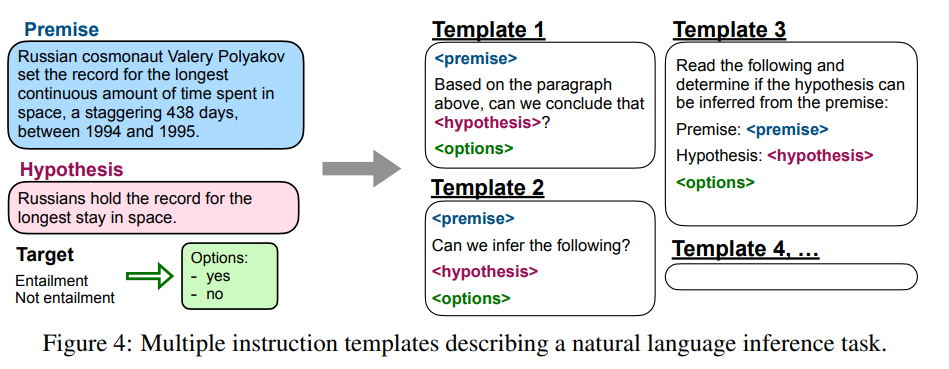 Premise
Russian cosmonaut Valery Polyakov
set the record for the longest
continuous amount of time spent in
space, a staggering 438 days,
between 1994 and 1995.
Hypothesis
Russians hold the record for the
longest stay in space.
Target
Entailment
Not entailment
Options:
- yes
- no
Template 1
<premise>
Based on the paragraph
above, can we conclude that
<hypothesis>?
<options>
Template 2
<premise>
Can we infer the following?
<hypothesis>
<options>
Template 3
Read the following and
determine if the hypothesis can
be inferred from the premise:
Premise: <premise>
Hypothesis: <hypothesis>
<options>
Template 4, …
Figure 4: Multiple instruction templates describing a natural language inference task.